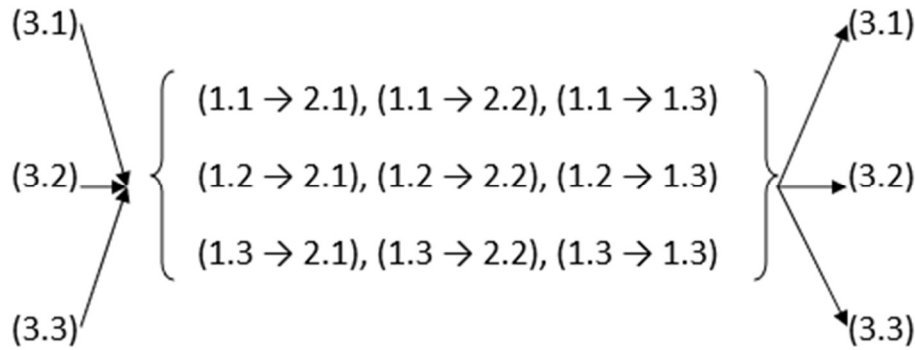 (3.1) (3.1)
(1.1 → 2.1), (1.1 → 2.2), (1.1 → 1.3)
(3.2) (1.2 → 2.1), (1.2 → 2.2), (1.2 → 1.3) (3.2)
(1.3 → 2.1), (1.3 → 2.2), (1.3 → 1.3)
(3.3) (3.3)